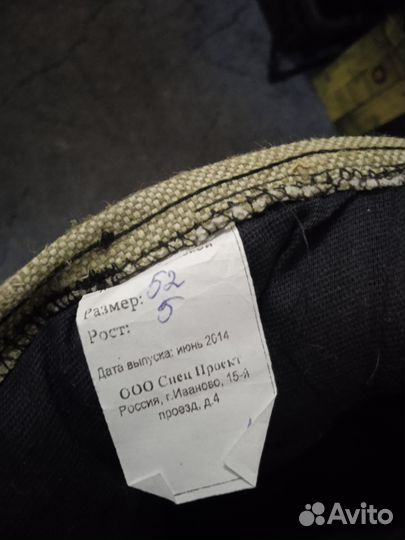 Размер: 52
Рост: 5
Дата выпуска: июнь 2014
ООО Спец Проект
Россия, г.Иваново, 15-й
проезд, д.4
Avito